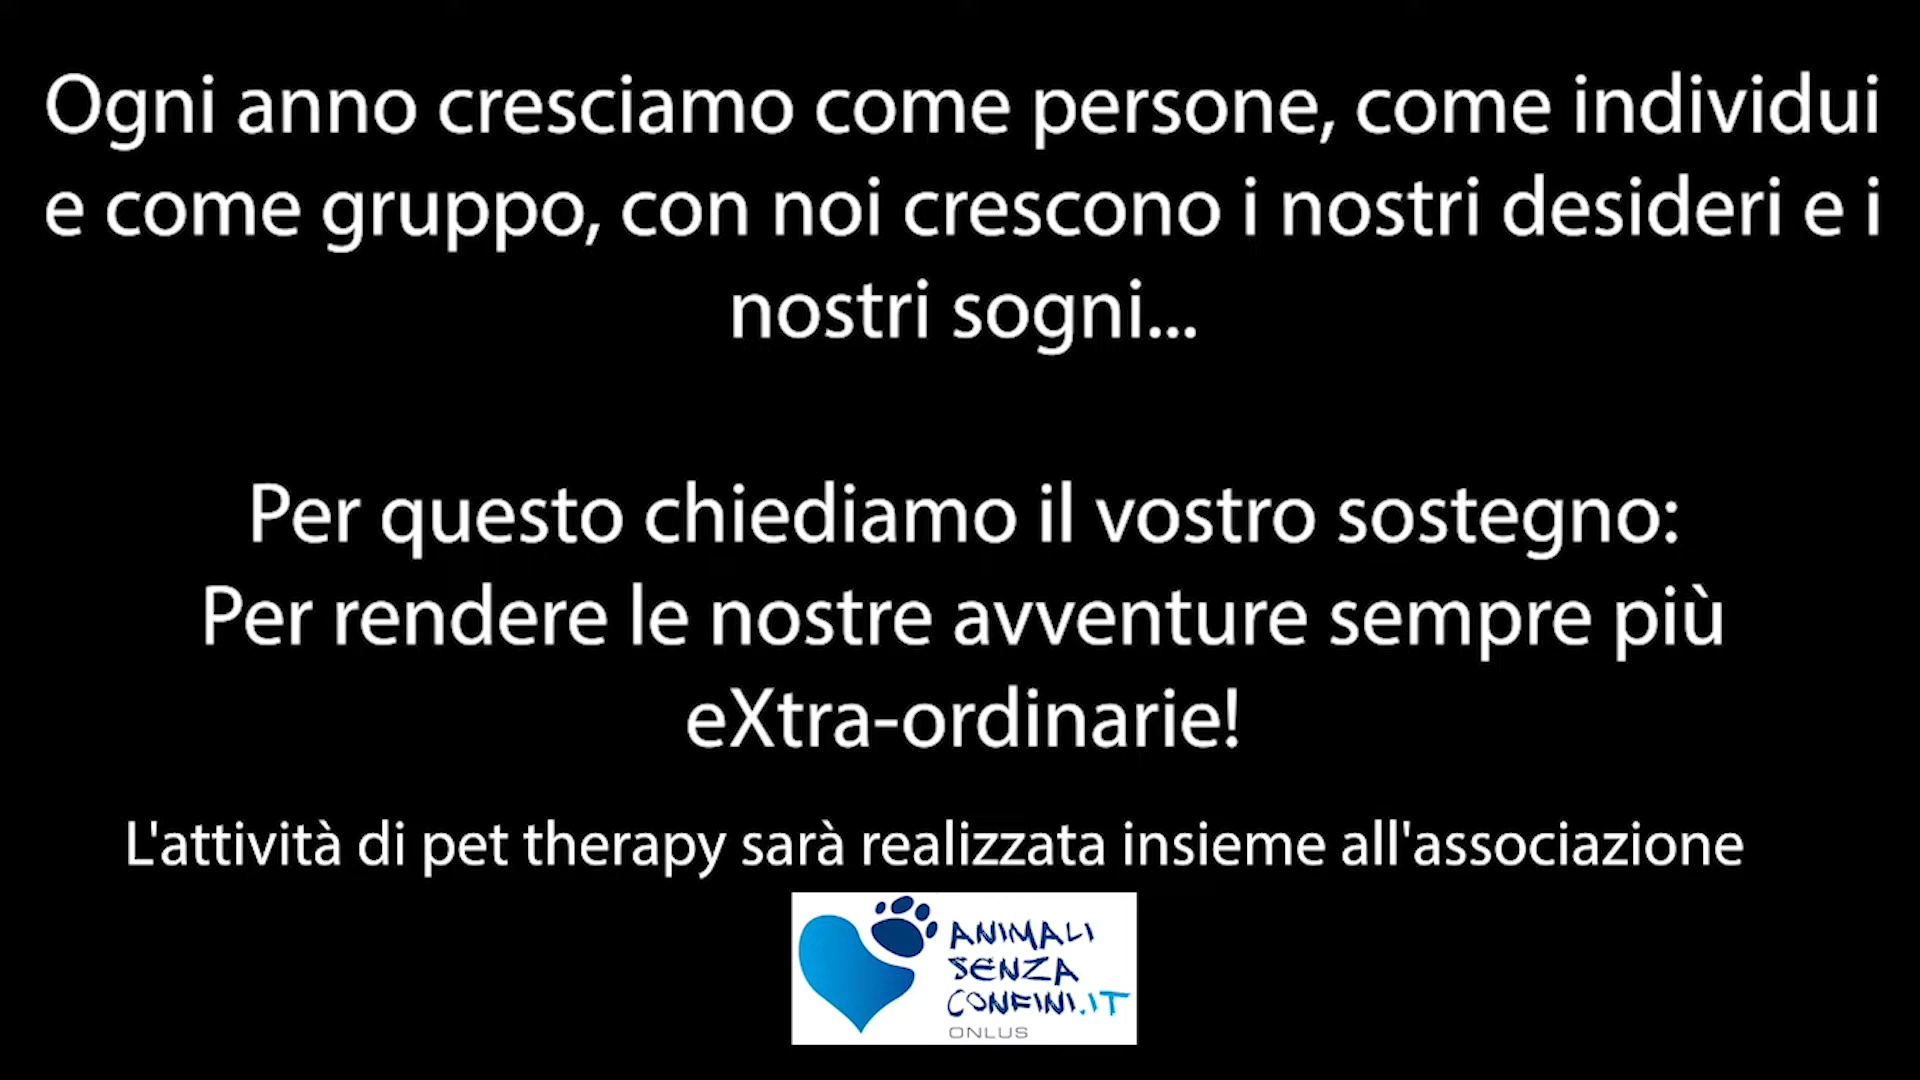 Ogni anno cresciamo come persone, come individui
e come gruppo, con noi crescono i nostri desideri e i
nostri sogni...
Per questo chiediamo il vostro sostegno:
Per rendere le nostre avventure sempre più
eXtra-ordinarie!
L'attività di pet therapy sarà realizzata insieme all'associazione
ANIMALI
SENZA
CONFINI.IT
ONLUS